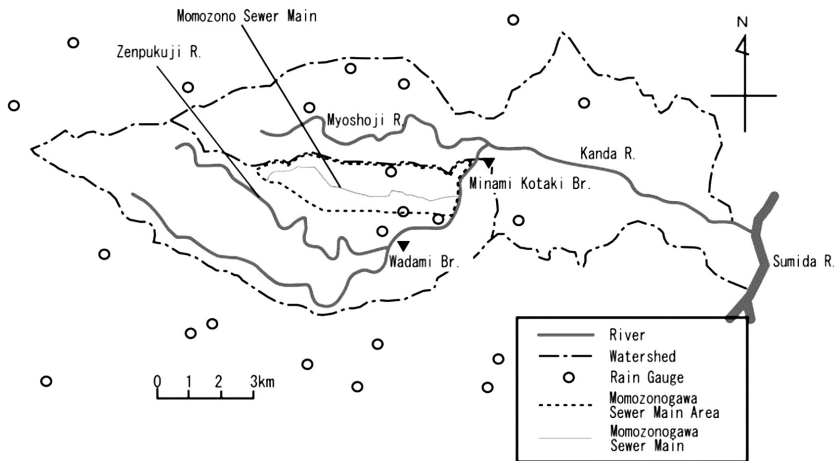 Momozono Sewer Main
Zenpukuji R.
N
Myoshoji R.
Kanda R.
Minami Kotaki Br.
Wadami Br.
Sumida R.
0 1 2 3km
River
Watershed
Rain Gauge
Momozonogawa
Sewer Main Area
Momozonogawa
Sewer Main